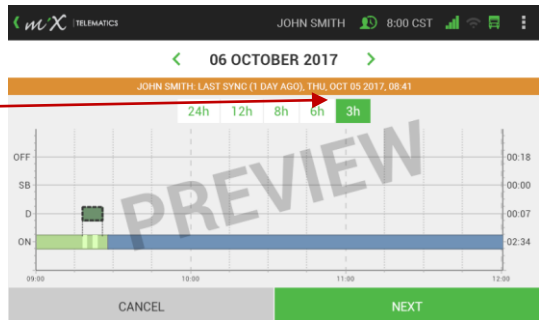 miX TELEMATICS JOHN SMITH 8:00 CST
06 OCTOBER 2017
JOHN SMITH: LAST SYNC (1 DAY AGO), THU, OCT 05 2017, 08:41
24h 12h 8h 6h 3h
PREVIEW
OFF 00:18
SB 00:00
D 00:07
ON 02:34
09:00 10:00 11:00 12:00
CANCEL NEXT